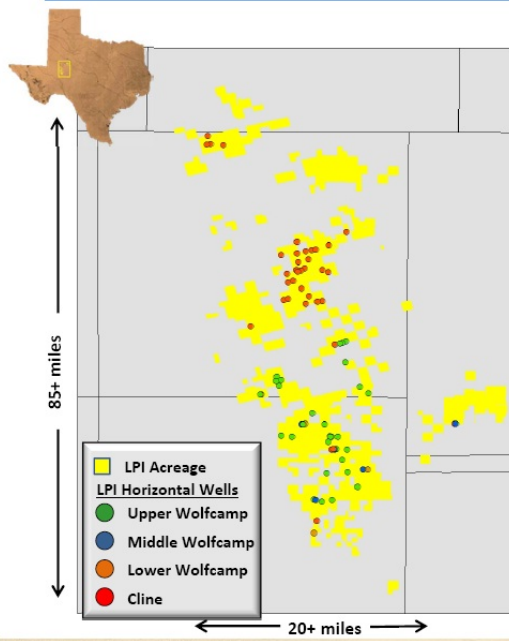 85+ miles
LPI Acreage
LPI Horizontal Wells
Upper Wolfcamp
Middle Wolfcamp
Lower Wolfcamp
Cline
20+ miles